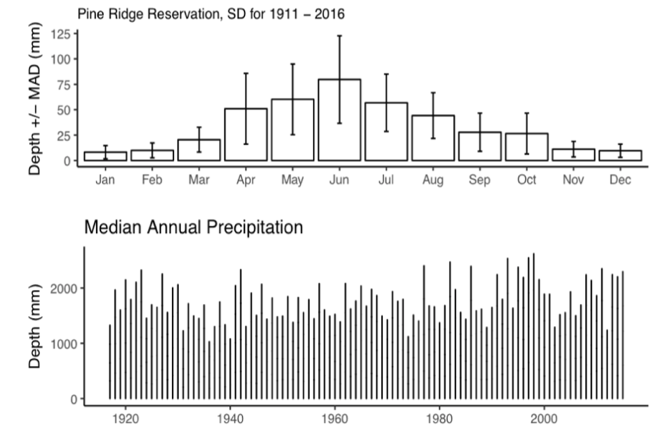 Pine Ridge Reservation, SD for 1911 – 2016
Depth +/− MAD (mm)
125
100
75
50
25
0
Jan Feb Mar Apr May Jun Jul Aug Sep Oct Nov Dec
Median Annual Precipitation
Depth (mm)
2000
1000
0
1920 1940 1960 1980 2000